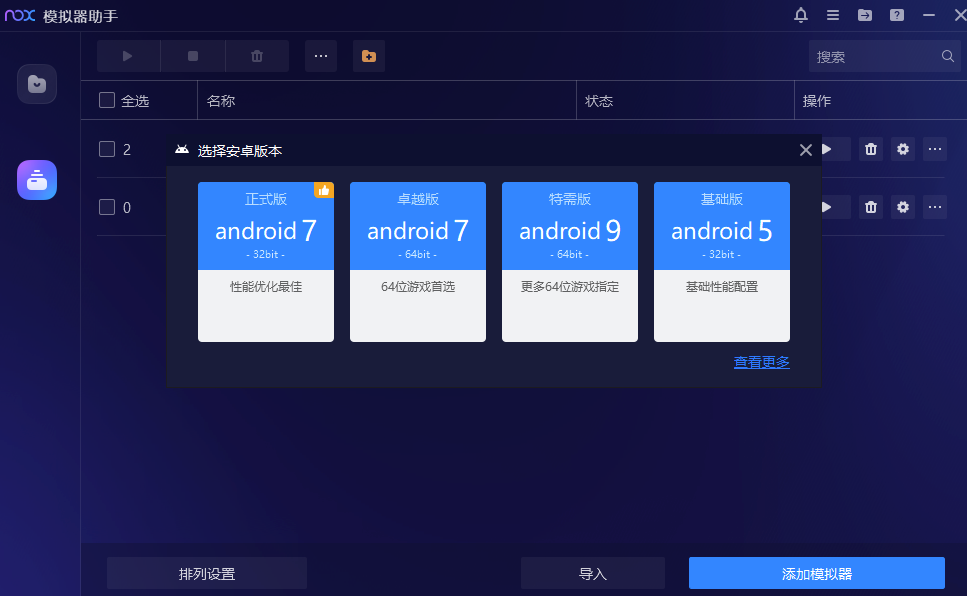 nox 模拟器助手
搜索
全选 名称 状态 操作
2
0
选择安卓版本
正式版
android 7
- 32bit -
性能优化最佳
卓越版
android 7
- 64bit -
64位游戏首选
特需版
android 9
- 64bit -
更多64位游戏指定
基础版
android 5
- 32bit -
基础性能配置
查看更多
排列设置 导入 添加模拟器